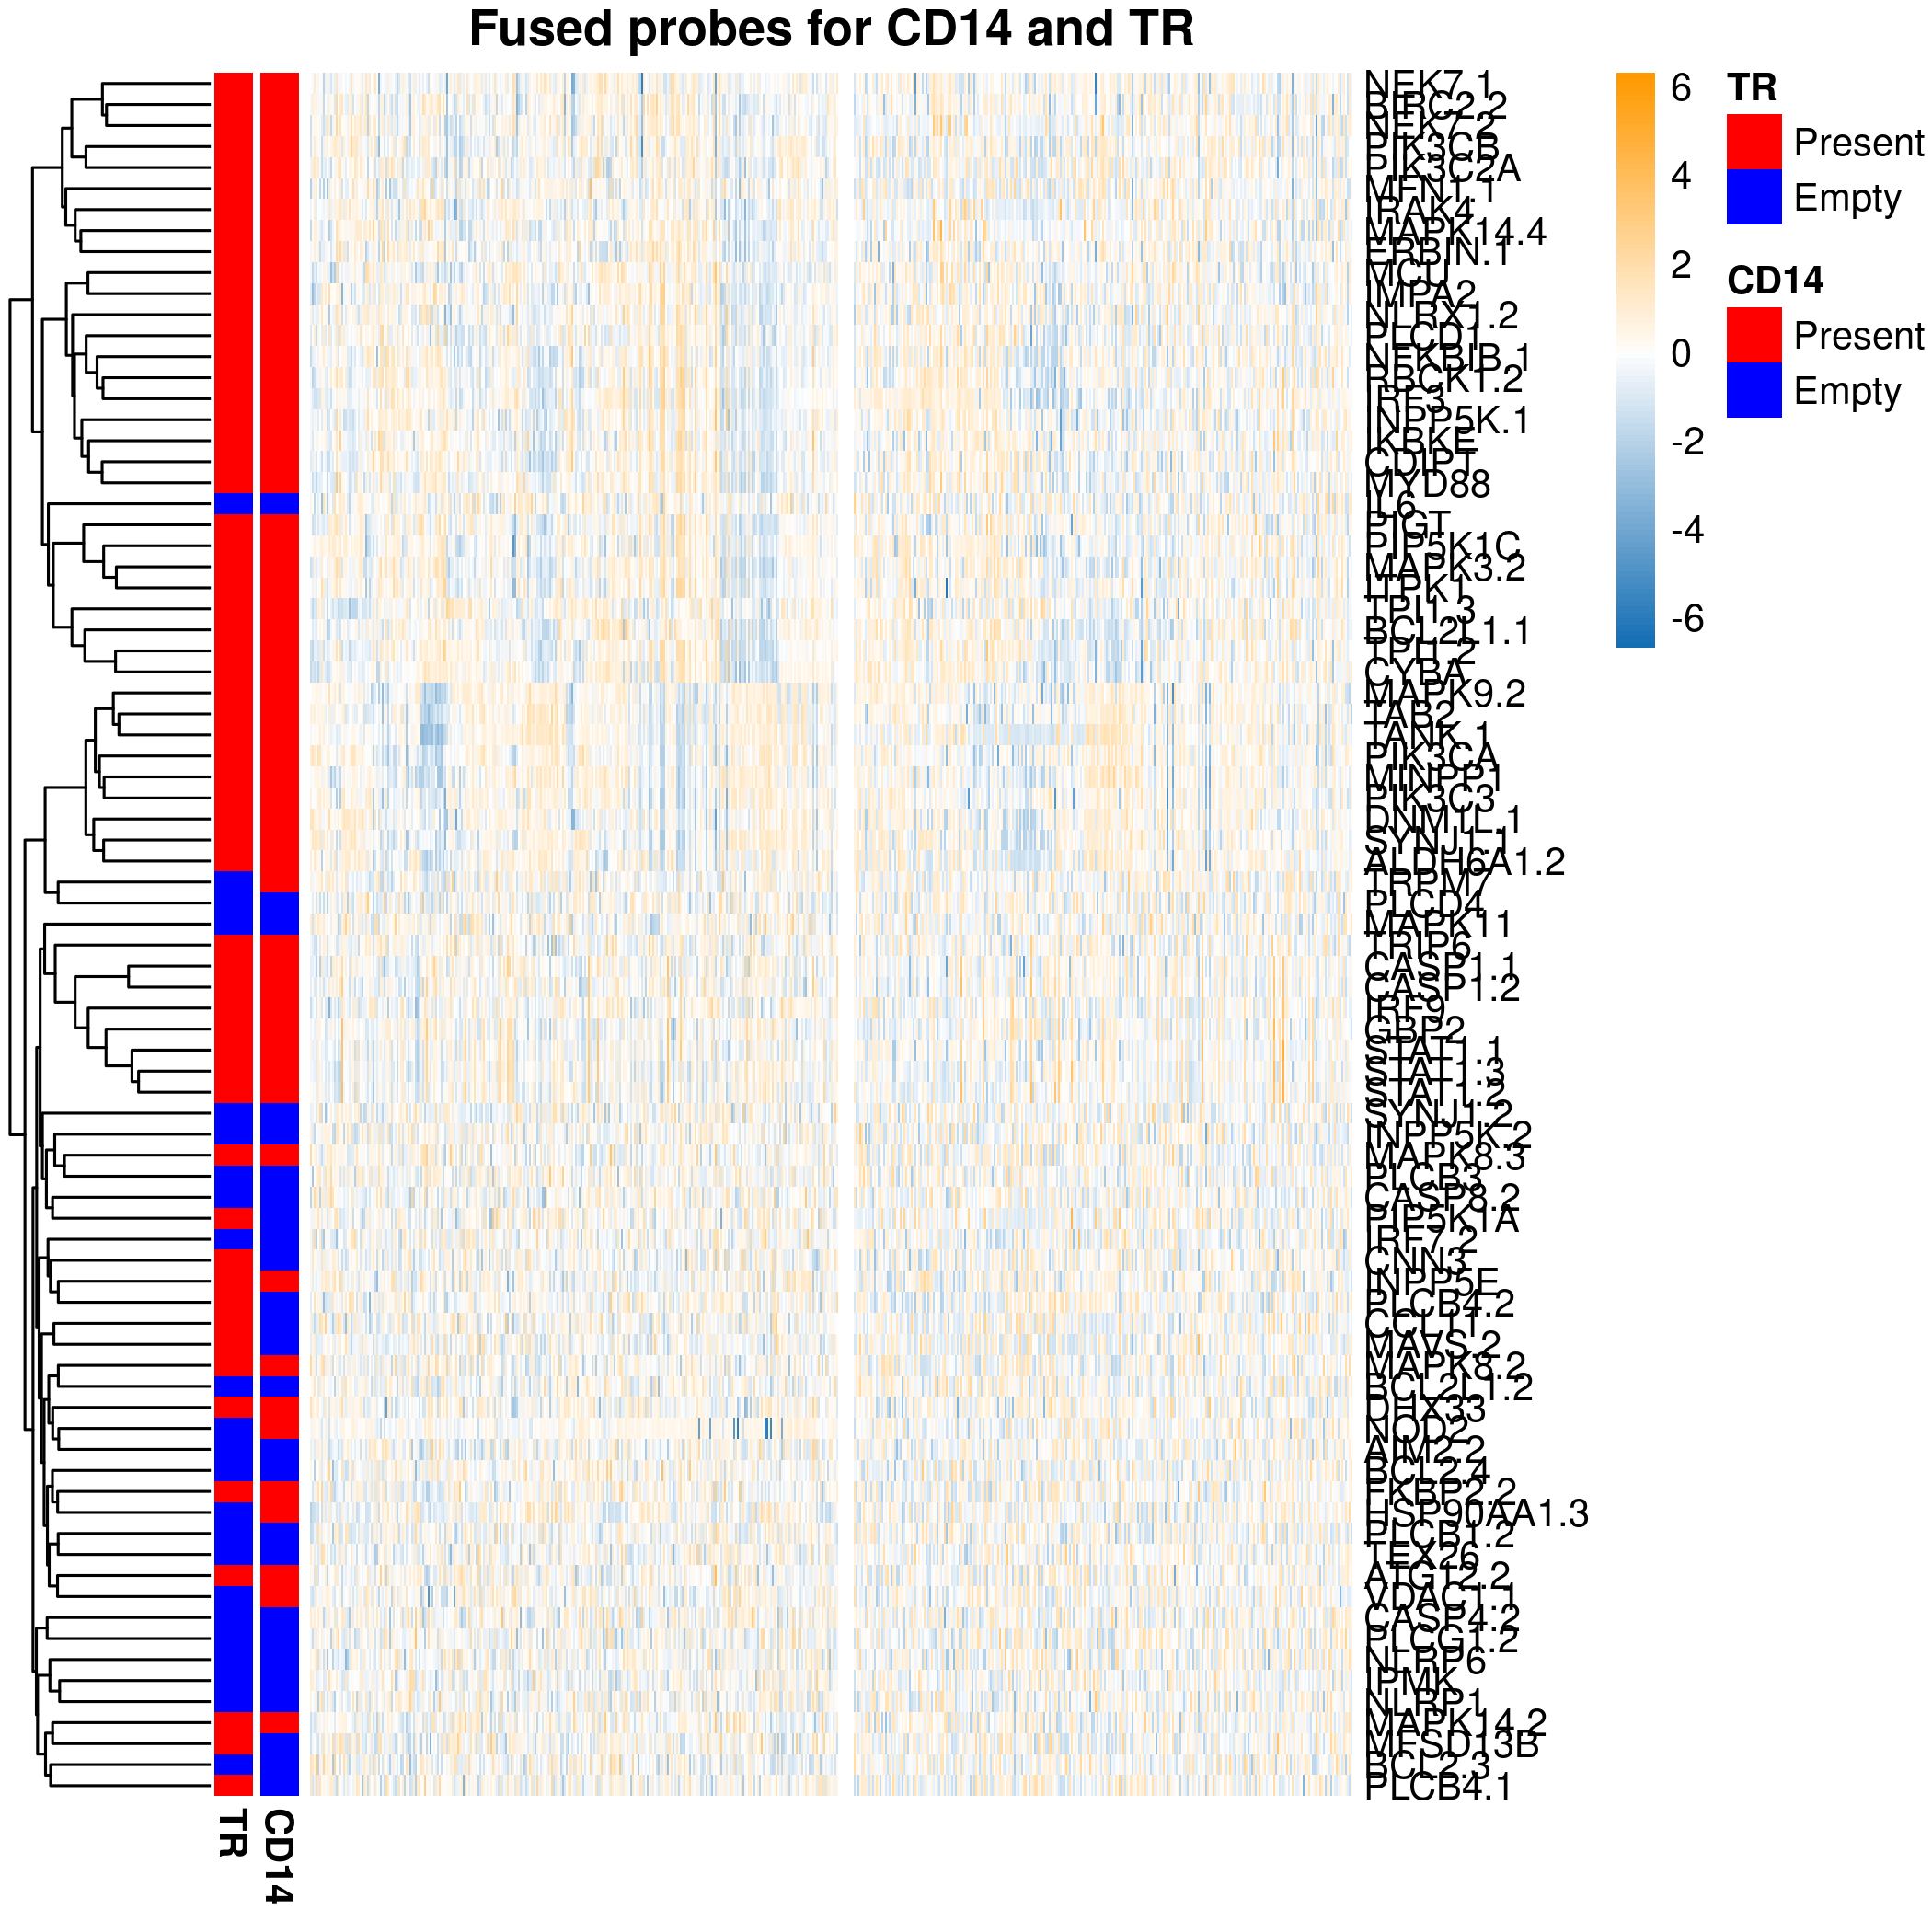 Fused probes for CD14 and TR
NEK7.1
BIRC2.2
NEK7.2
PIK3CB
PIK3C2A
MFN1.1
IRAK4
MAPK14.4
ERBIN.1
MCU
IMPA2
NLRX1.2
PLCD1
NFKBIB.1
RBCK1.2
IRF3
INPP5K.1
IKBKE
CDIPT
MYD88
IL6
PIGT
PIP5K1C
MAPK3.2
ITPK1
TPI1.3
BCL2L1.1
TPI1.2
CYBA
MAPK9.2
TAB2
TANK.1
PIK3CA
MINPP1
PIK3C3
DNM1L.1
SYNJ1.1
ALDH6A1.2
TRPM7
PLCD4
MAPK11
TRIP6
CASP1.1
CASP1.2
IRF9
GBP2
STAT1.1
STAT1.3
STAT1.2
SYNJ1.2
INPP5K.2
MAPK8.3
PLCB3
CASP8.2
PIP5K1A
IRF7.2
CNN3
INPP5E
PLCB4.2
CCL11
MAVS.2
MAPK8.2
BCL2L1.2
DHX33
NOD2
AIM2.2
BCL2.4
FKBP2.2
HSP90AA1.3
PLCB1.2
TEX26
ATG12.2
VDAC1.1
CASP4.2
PLCG1.2
NLRP6
IPMK
NLRP1
MAPK14.2
MFSD13B
BCL2.3
PLCB4.1
6
4
2
0
-2
-4
-6
TR
Present
Empty
CD14
Present
Empty
TR
CD14